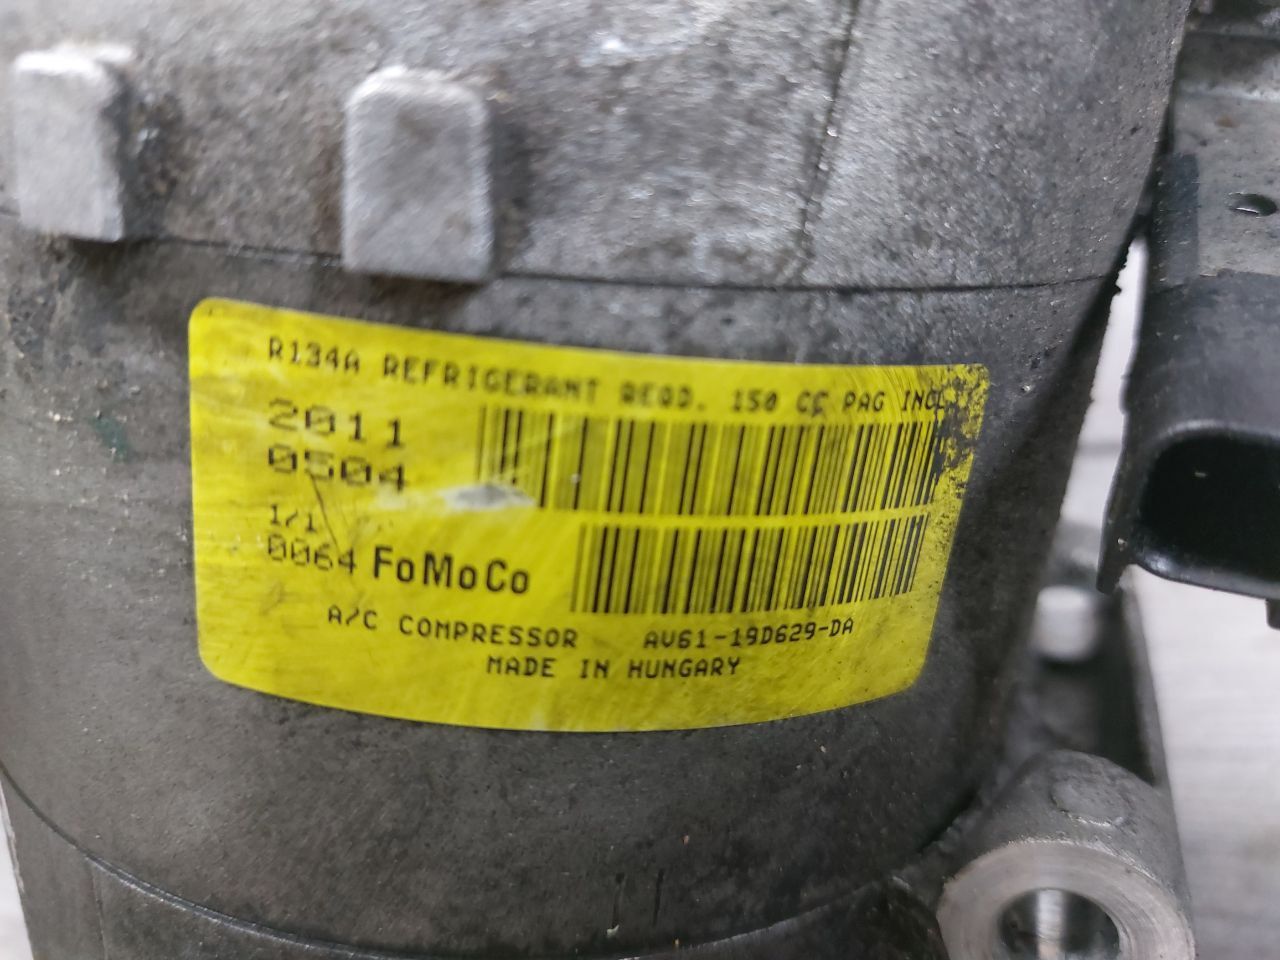 R134A REFRIGERANT REQD. 150 CC PAG INCL.
2011
0504
1/1
0064 FoMoCo
A/C COMPRESSOR AV61-19D629-DA
MADE IN HUNGARY